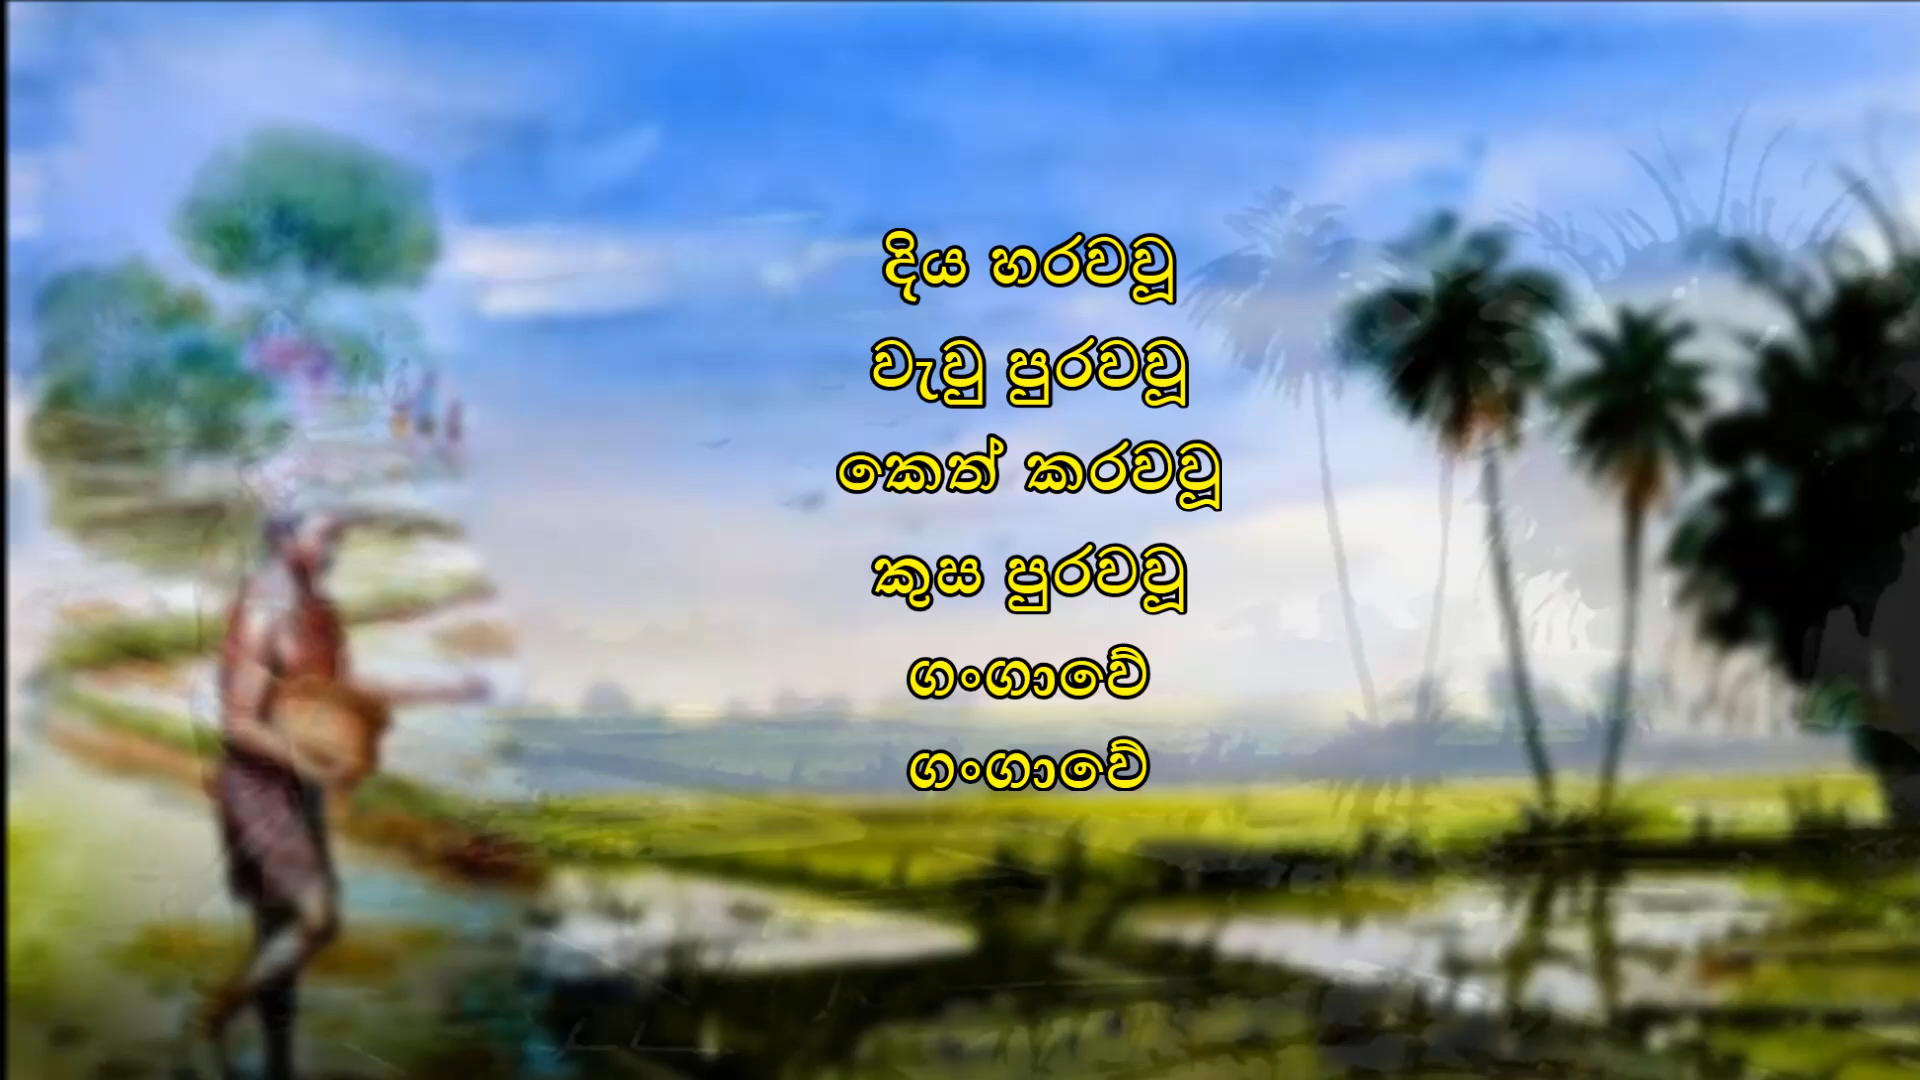 දිය හරවවූ
වැවු පුරවවූ
කෙත් කරවවූ
කුස පුරවවූ
ගංගාවේ
ගංගාවේ